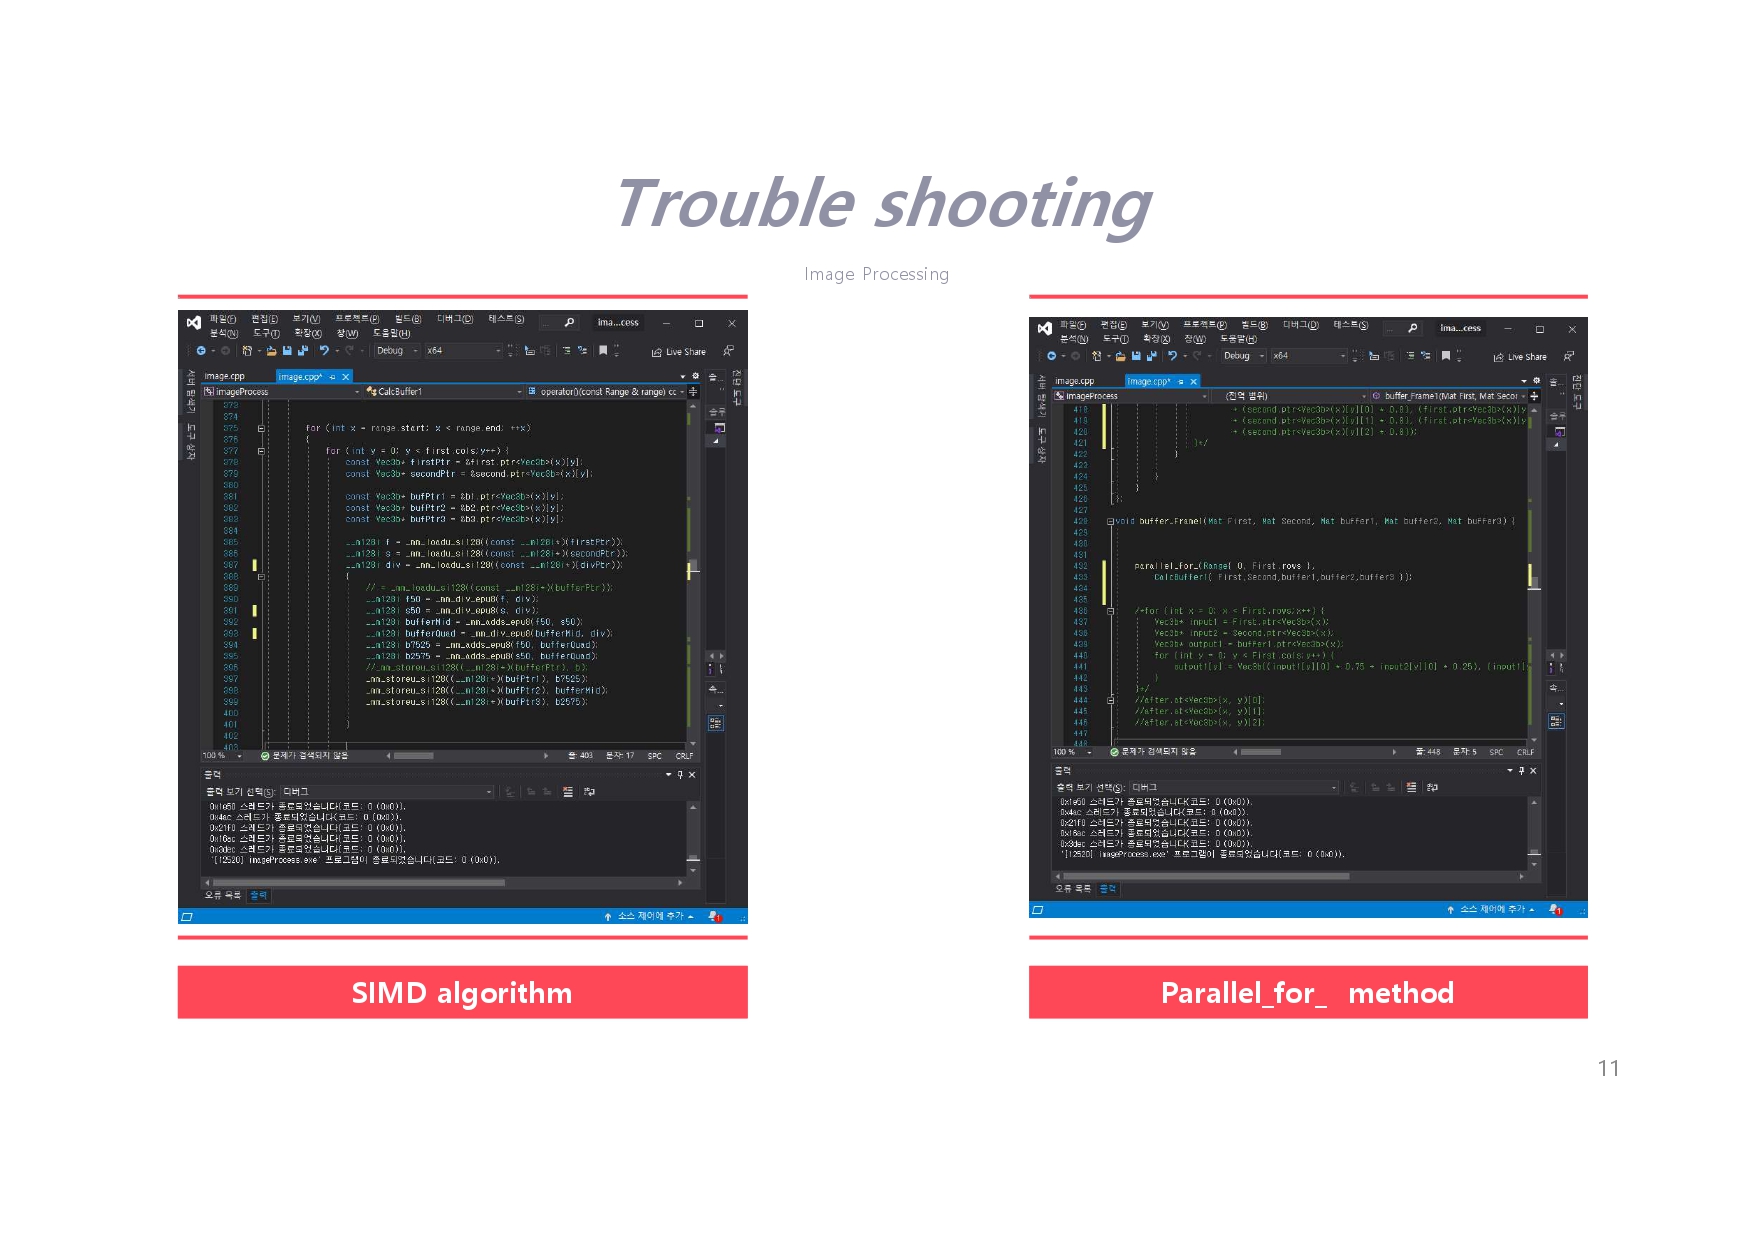 Trouble shooting
Image Processing
파일(F) 편집(E) 보기(V) 프로젝트(P) 빌드(B) 디버그(D) 테스트(S)
ima...cess
분석(N) 도구(T) 확장(X) 창(W) 도움말(H)
Debug x64 Live Share
image.cpp image.cpp*
imageProcess CalcBuffer1 operator()(const Range & range) cc
373
374
375 for (int x = range.start; x < range.end; ++x)
376 {
377 for (int y = 0; y < first.cols;y++) {
378 const Vec3b* firstPtr = &first.ptr<Vec3b>(x)[y];
379 const Vec3b* secondPtr = &second.ptr<Vec3b>(x)[y];
380
381 const Vec3b* bufPtr1 = &b1.ptr<Vec3b>(x)[y];
382 const Vec3b* bufPtr2 = &b2.ptr<Vec3b>(x)[y];
383 const Vec3b* bufPtr3 = &b3.ptr<Vec3b>(x)[y];
384
385 __m128i f = _mm_loadu_si128((const __m128i*)(firstPtr));
386 __m128i s = _mm_loadu_si128((const __m128i*)(secondPtr));
387 __m128i div = _mm_loadu_si128((const __m128i*)(divPtr));
388 {
389 // = _mm_loadu_si128((const __m128i*)(bufferPtr));
390 __m128i f50 = _mm_div_epu8(f, div);
391 __m128i s50 = _mm_div_epu8(s, div);
392 __m128i bufferMid = _mm_adds_epu8(f50, s50);
393 __m128i bufferQuad = _mm_div_epu8(bufferMid, div);
394 __m128i b7525 = _mm_adds_epu8(f50, bufferQuad);
395 __m128i b2575 = _mm_adds_epu8(s50, bufferQuad);
396 //_mm_storeu_si128((__m128i*)(bufferPtr), b);
397 _mm_storeu_si128((__m128i*)(bufPtr1), b7525);
398 _mm_storeu_si128((__m128i*)(bufPtr2), bufferMid);
399 _mm_storeu_si128((__m128i*)(bufPtr3), b2575);
400
401 }
402
403
100 % 문제가 검색되지 않음 줄: 403 문자: 17 SPC CRLF
출력
출력 보기 선택(S): 디버그
0x1e50 스레드가 종료되었습니다(코드: 0 (0x0)).
0x4ac 스레드가 종료되었습니다(코드: 0 (0x0)).
0x21f0 스레드가 종료되었습니다(코드: 0 (0x0)).
0x16ac 스레드가 종료되었습니다(코드: 0 (0x0)).
0x3dec 스레드가 종료되었습니다(코드: 0 (0x0)).
'[12520] imageProcess.exe' 프로그램이 종료되었습니다(코드: 0 (0x0)).
오류 목록 출력
소스 제어에 추가
SIMD algorithm
파일(F) 편집(E) 보기(V) 프로젝트(P) 빌드(B) 디버그(D) 테스트(S)
ima...cess
분석(N) 도구(T) 확장(X) 창(W) 도움말(H)
Debug x64 Live Share
image.cpp image.cpp*
imageProcess (전역 범위) buffer_Frame1(Mat First, Mat Secor
418 + (second.ptr<Vec3b>(x)[y][0] * 0.8), (first.ptr<Vec3b>(x)[y
419 + (second.ptr<Vec3b>(x)[y][1] * 0.8), (first.ptr<Vec3b>(x)[y
420 + (second.ptr<Vec3b>(x)[y][2] * 0.8));
421 }*/
422 }
423
424 }
425 }
426 };
427
428 void buffer_Frame1(Mat First, Mat Second, Mat buffer1, Mat buffer2, Mat buffer3) {
429
430
431
432 parallel_for_(Range{ 0, First.rows },
433 CalcBuffer1{ First,Second,buffer1,buffer2,buffer3 });
434
435
436 /*for (int x = 0; x < First.rows;x++) {
437 Vec3b* input1 = First.ptr<Vec3b>(x);
438 Vec3b* input2 = Second.ptr<Vec3b>(x);
439 Vec3b* output1 = buffer1.ptr<Vec3b>(x);
440 for (int y = 0; y < First.cols;y++) {
441 output1[y] = Vec3b((input1[y][0] * 0.75 + input2[y][0] * 0.25), (input1[
442 }
443 }*/
444 //after.at<Vec3b>(x, y)[0];
445 //after.at<Vec3b>(x, y)[1];
446 //after.at<Vec3b>(x, y)[2];
447
448
100 % 문제가 검색되지 않음 줄: 448 문자: 5 SPC CRLF
출력
출력 보기 선택(S): 디버그
0x1e50 스레드가 종료되었습니다(코드: 0 (0x0)).
0x4ac 스레드가 종료되었습니다(코드: 0 (0x0)).
0x21f0 스레드가 종료되었습니다(코드: 0 (0x0)).
0x16ac 스레드가 종료되었습니다(코드: 0 (0x0)).
0x3dec 스레드가 종료되었습니다(코드: 0 (0x0)).
'[12520] imageProcess.exe' 프로그램이 종료되었습니다(코드: 0 (0x0)).
오류 목록 출력
소스 제어에 추가
Parallel_for_ method
11